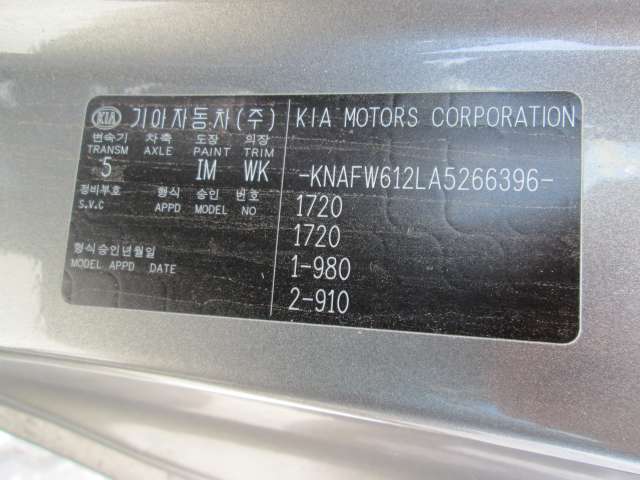 KIA 기아자동차(주)
변속기 차축 도장 의장
TRANSM AXLE PAINT TRIM
5 IM WK
정비부호 형식 승인 번호
S.V.C APPD MODEL NO
형식승인년월일
MODEL APPD DATE
KIA MOTORS CORPORATION
-KNAFW612LA5266396-
1720
1720
1-980
2-910